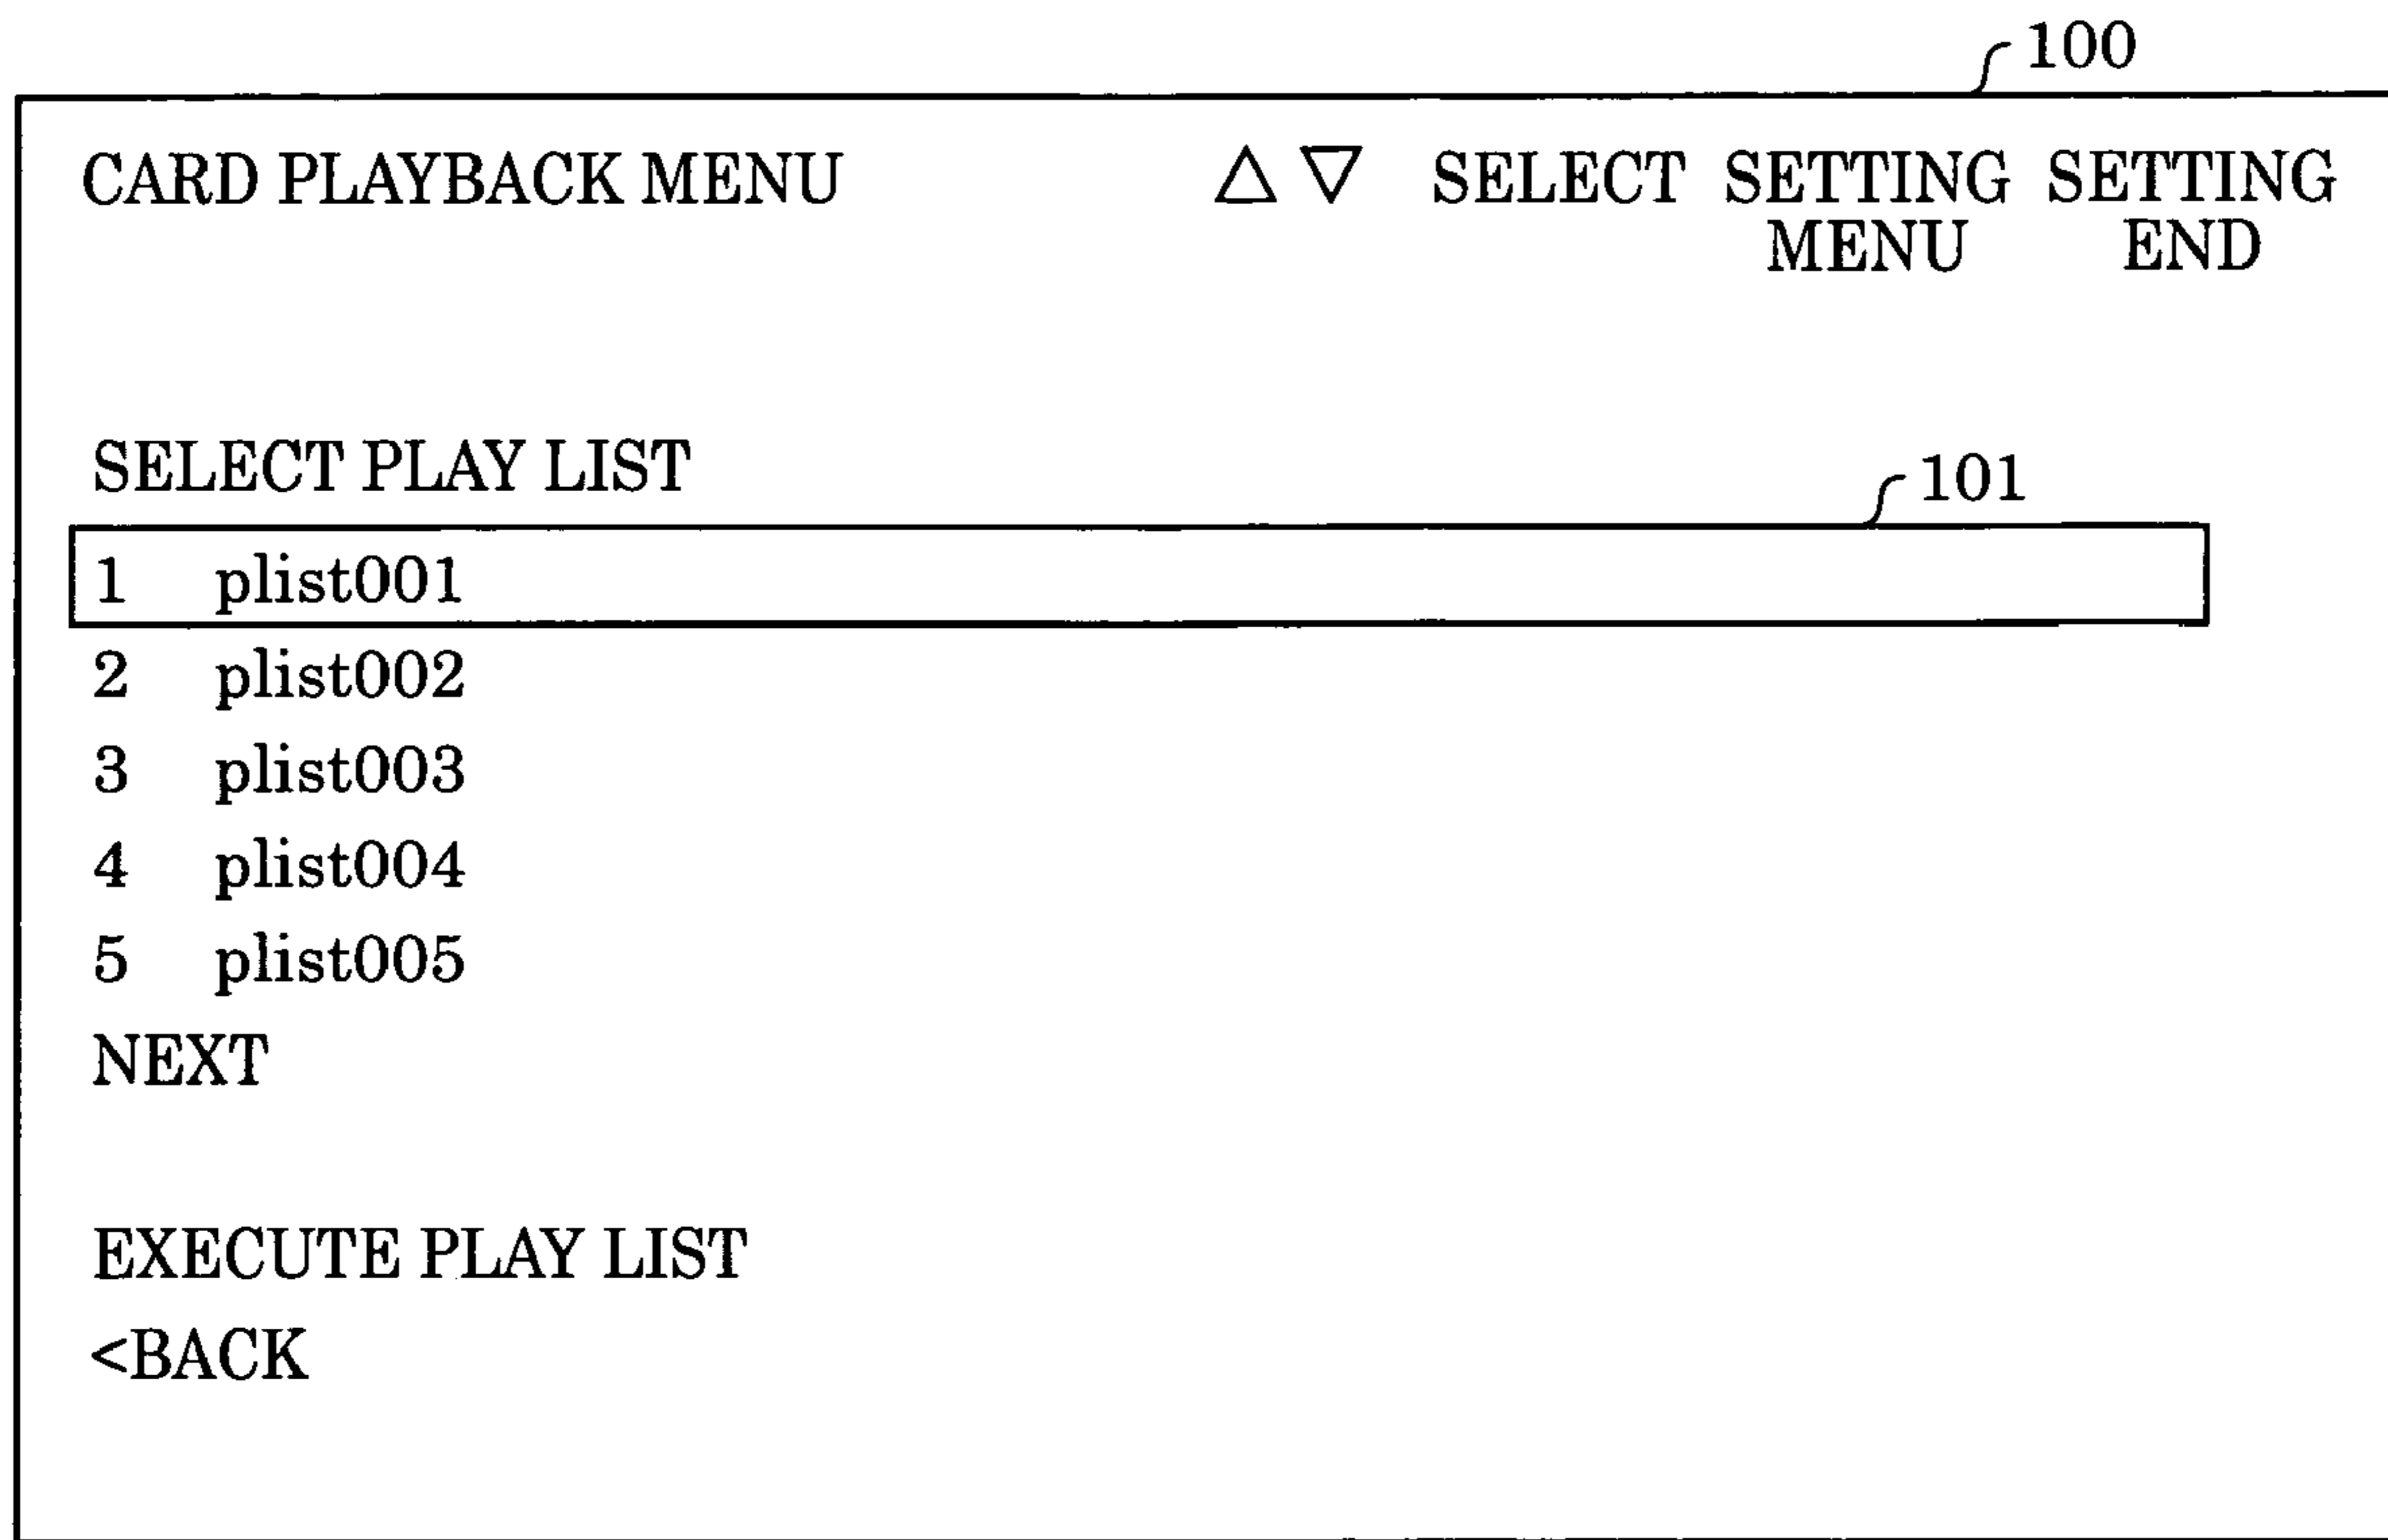 100
CARD PLAYBACK MENU △ ▽ SELECT SETTING SETTING
MENU END
SELECT PLAY LIST
101
1 plist001
2 plist002
3 plist003
4 plist004
5 plist005
NEXT
EXECUTE PLAY LIST
<BACK